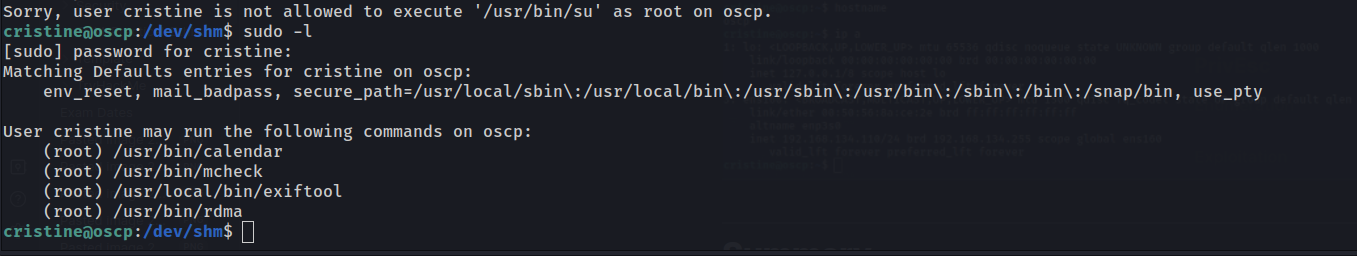 Sorry, user cristine is not allowed to execute '/usr/bin/su' as root on oscp.
cristine@oscp:/dev/shm$ sudo -l
[sudo] password for cristine:
Matching Defaults entries for cristine on oscp:
    env_reset, mail_badpass, secure_path=/usr/local/sbin\:/usr/local/bin\:/usr/sbin\:/usr/bin\:/sbin\:/bin\:/snap/bin, use_pty
User cristine may run the following commands on oscp:
    (root) /usr/bin/calendar
    (root) /usr/bin/mcheck
    (root) /usr/local/bin/exiftool
    (root) /usr/bin/rdma
cristine@oscp:/dev/shm$